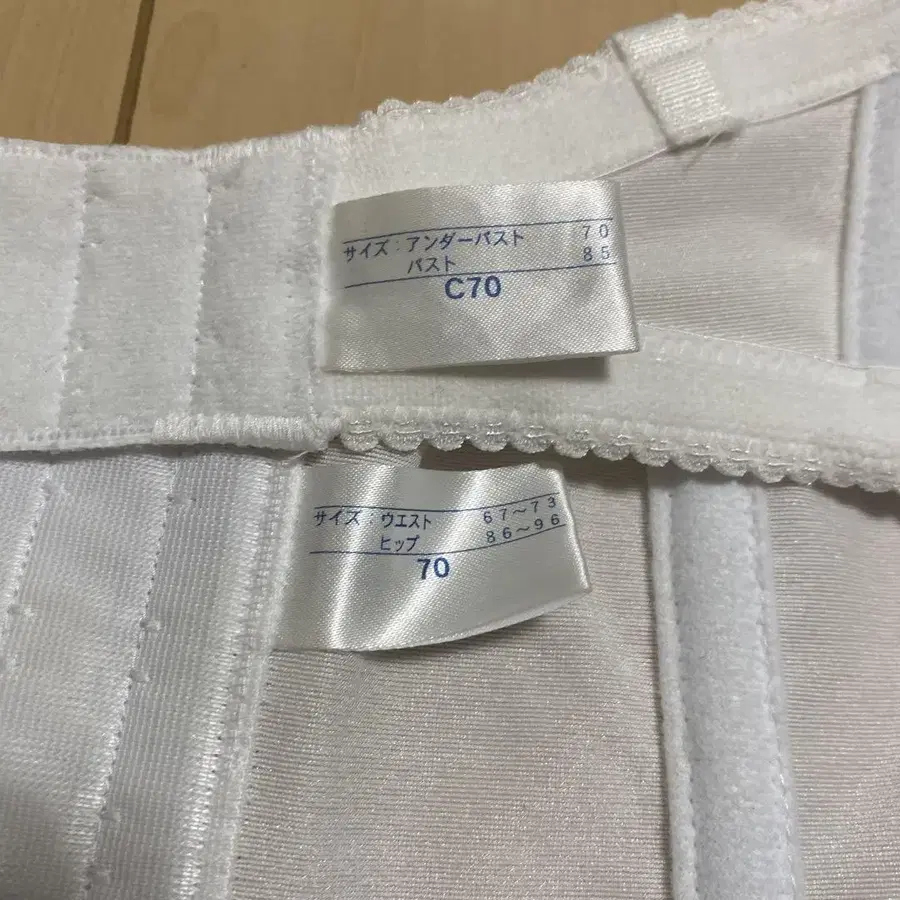 サイズ：アンダーバスト 70
バスト 85
C70
サイズ：ウエスト 67～73
ヒップ 86～96
70